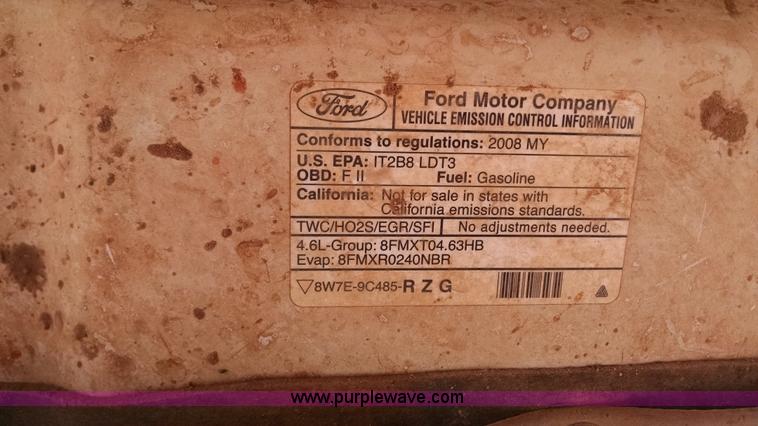 Ford
Ford Motor Company
VEHICLE EMISSION CONTROL INFORMATION
Conforms to regulations: 2008 MY
U.S. EPA: IT2B8 LDT3
OBD: F II Fuel: Gasoline
California: Not for sale in states with
California emissions standards.
TWC/HO2S/EGR/SFI No adjustments needed.
4.6L-Group: 8FMXT04.63HB
Evap: 8FMXR0240NBR
8W7E-9C485-R Z G
www.purplewave.com